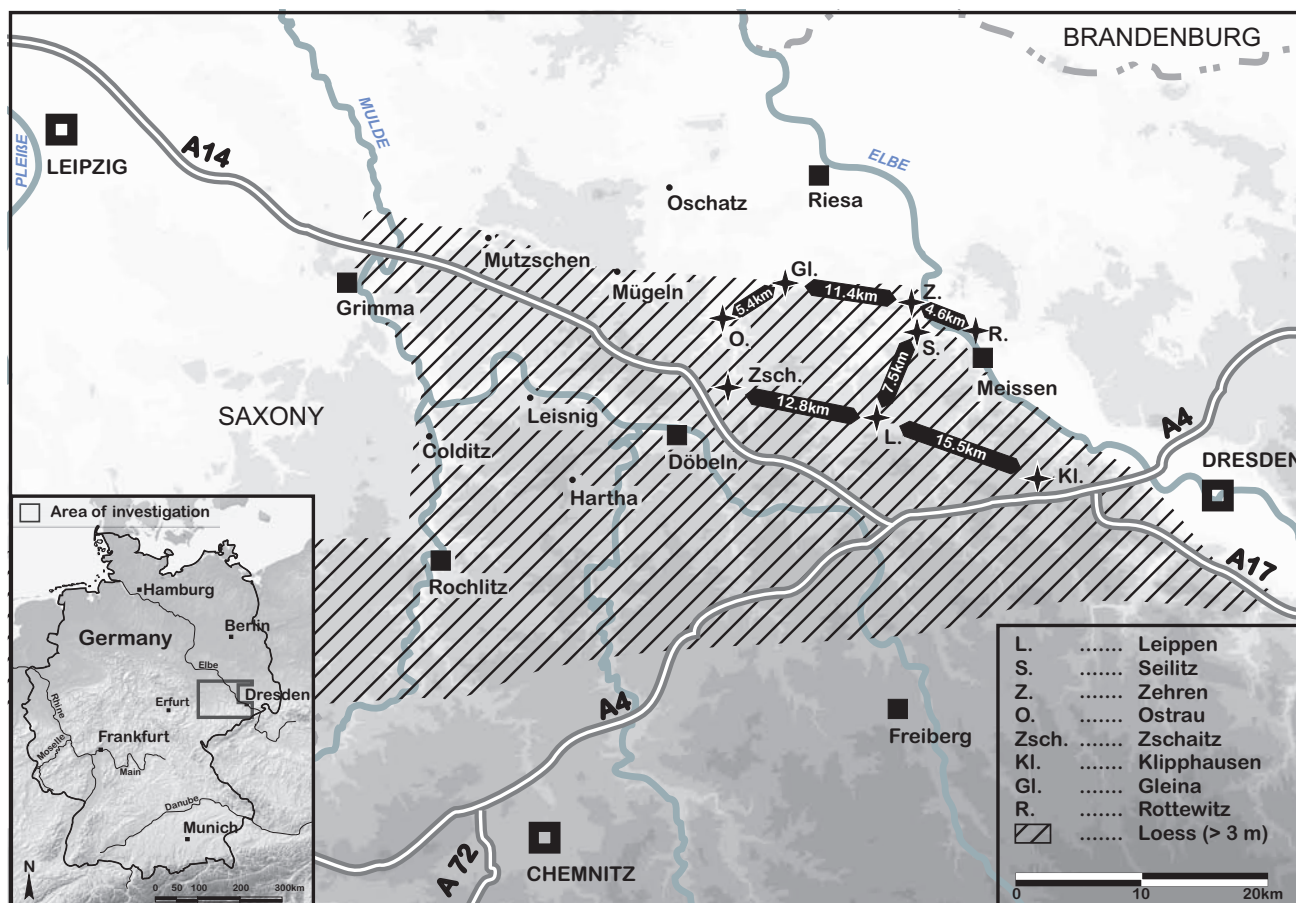 BRANDENBURG
PLEIßE
MULDE
ELBE
LEIPZIG
A14
Oschatz
Riesa
Mutzschen
Mügeln
Gl.
11.4km
Z.
5.4km
4.6km
Grimma
O.
S.
R.
Meissen
7.5km
Zsch.
12.8km
L.
15.5km
Kl.
A4
SAXONY
Leisnig
Colditz
Döbeln
Hartha
DRESDEN
A17
Rochlitz
A4
Freiberg
A 72
CHEMNITZ
Area of investigation
Hamburg
Berlin
Germany
Elbe
Dresden
Erfurt
Rhine
Moselle
Frankfurt
Main
Danube
Munich
N
0 50 100 200 300km
L. ....... Leippen
S. ....... Seilitz
Z. ....... Zehren
O. ....... Ostrau
Zsch. ....... Zschaitz
Kl. ....... Klipphausen
Gl. ....... Gleina
R. ....... Rottewitz
....... Loess (> 3 m)
0 10 20km